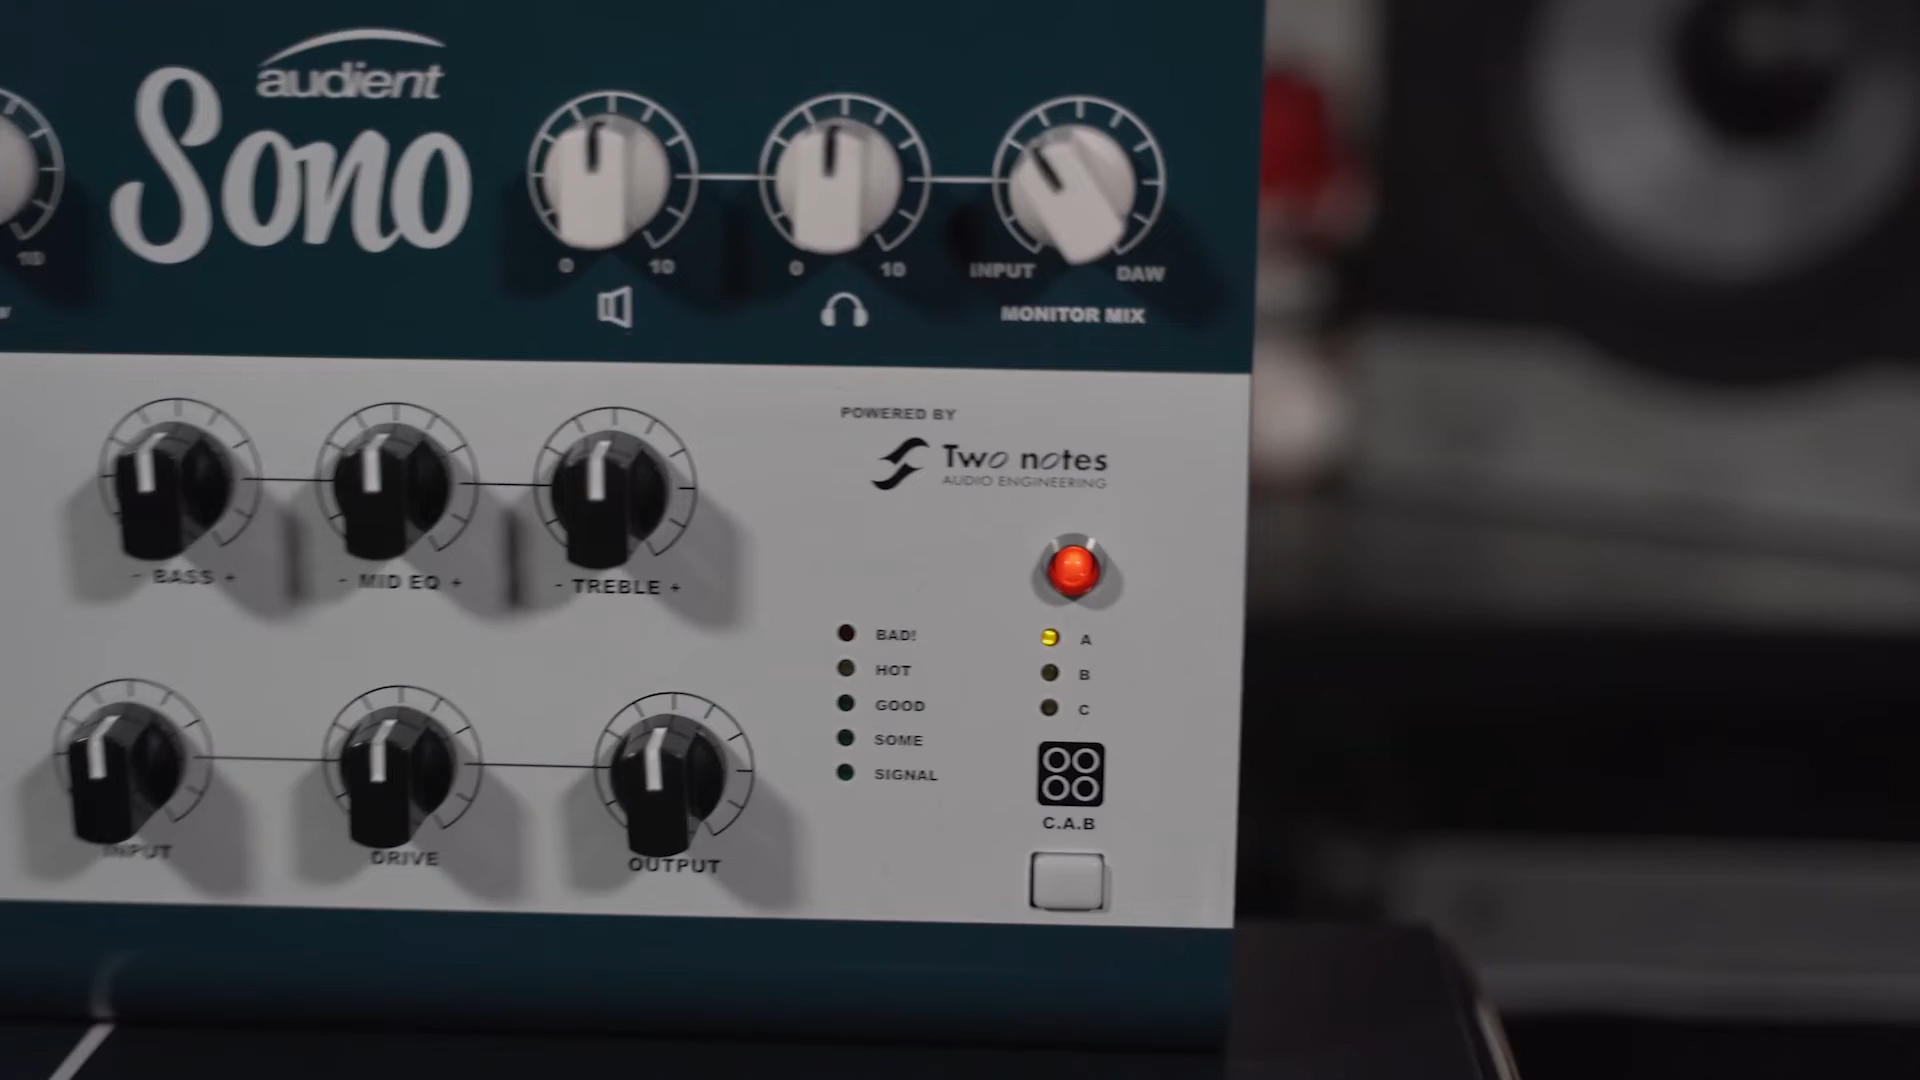 audient
Sono
10
0 10
0 10
INPUT DAW
MONITOR MIX
POWERED BY
Two notes
AUDIO ENGINEERING
- BASS +
- MID EQ +
- TREBLE +
BAD!
HOT
GOOD
SOME
SIGNAL
A
B
C
C.A.B
INPUT
DRIVE
OUTPUT